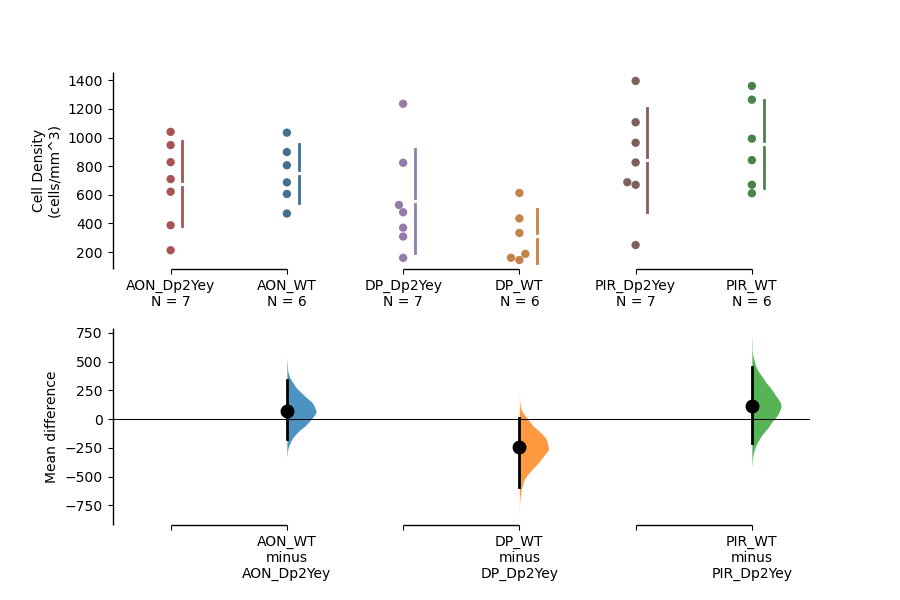 Cell Density
(cells/mm^3)
1400
1200
1000
800
600
400
200
AON_Dp2Yey
N = 7
AON_WT
N = 6
DP_Dp2Yey
N = 7
DP_WT
N = 6
PIR_Dp2Yey
N = 7
PIR_WT
N = 6
Mean difference
750
500
250
0
−250
−500
−750
AON_WT
minus
AON_Dp2Yey
DP_WT
minus
DP_Dp2Yey
PIR_WT
minus
PIR_Dp2Yey